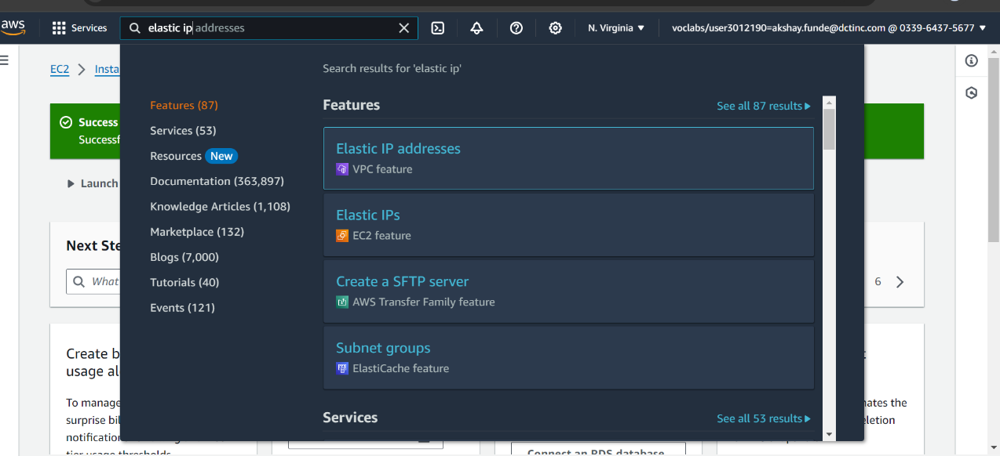 aws
Services
elastic ip addresses
N. Virginia
voclabs/user3012190=akshay.funde@dctinc.com @ 0339-6437-5677
EC2
Insta
Success
Successf
Launch
Next Ste
What
6
Create b
usage al
To manage
surprise bil
notification
tier usage thresholds.
Search results for 'elastic ip'
Features (87)
Services (53)
Resources New
Documentation (363,897)
Knowledge Articles (1,108)
Marketplace (132)
Blogs (7,000)
Tutorials (40)
Events (121)
Features
See all 87 results
Elastic IP addresses
VPC feature
Elastic IPs
EC2 feature
Create a SFTP server
AWS Transfer Family feature
Subnet groups
ElastiCache feature
Services
See all 53 results
nates the
eletion
Connect an RDS database